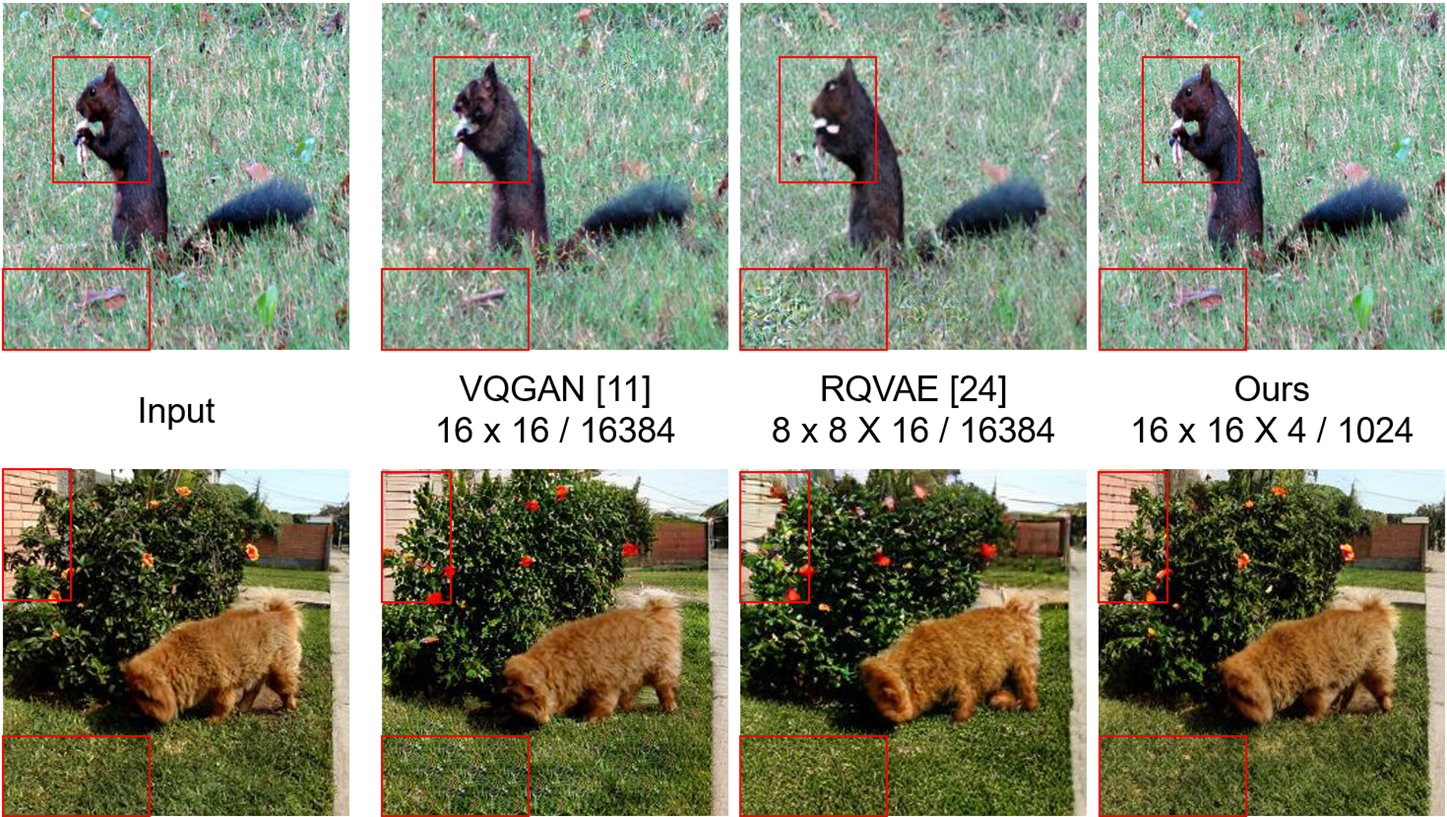 Input
VQGAN [11]
16 x 16 / 16384
RQVAE [24]
8 x 8 X 16 / 16384
Ours
16 x 16 X 4 / 1024